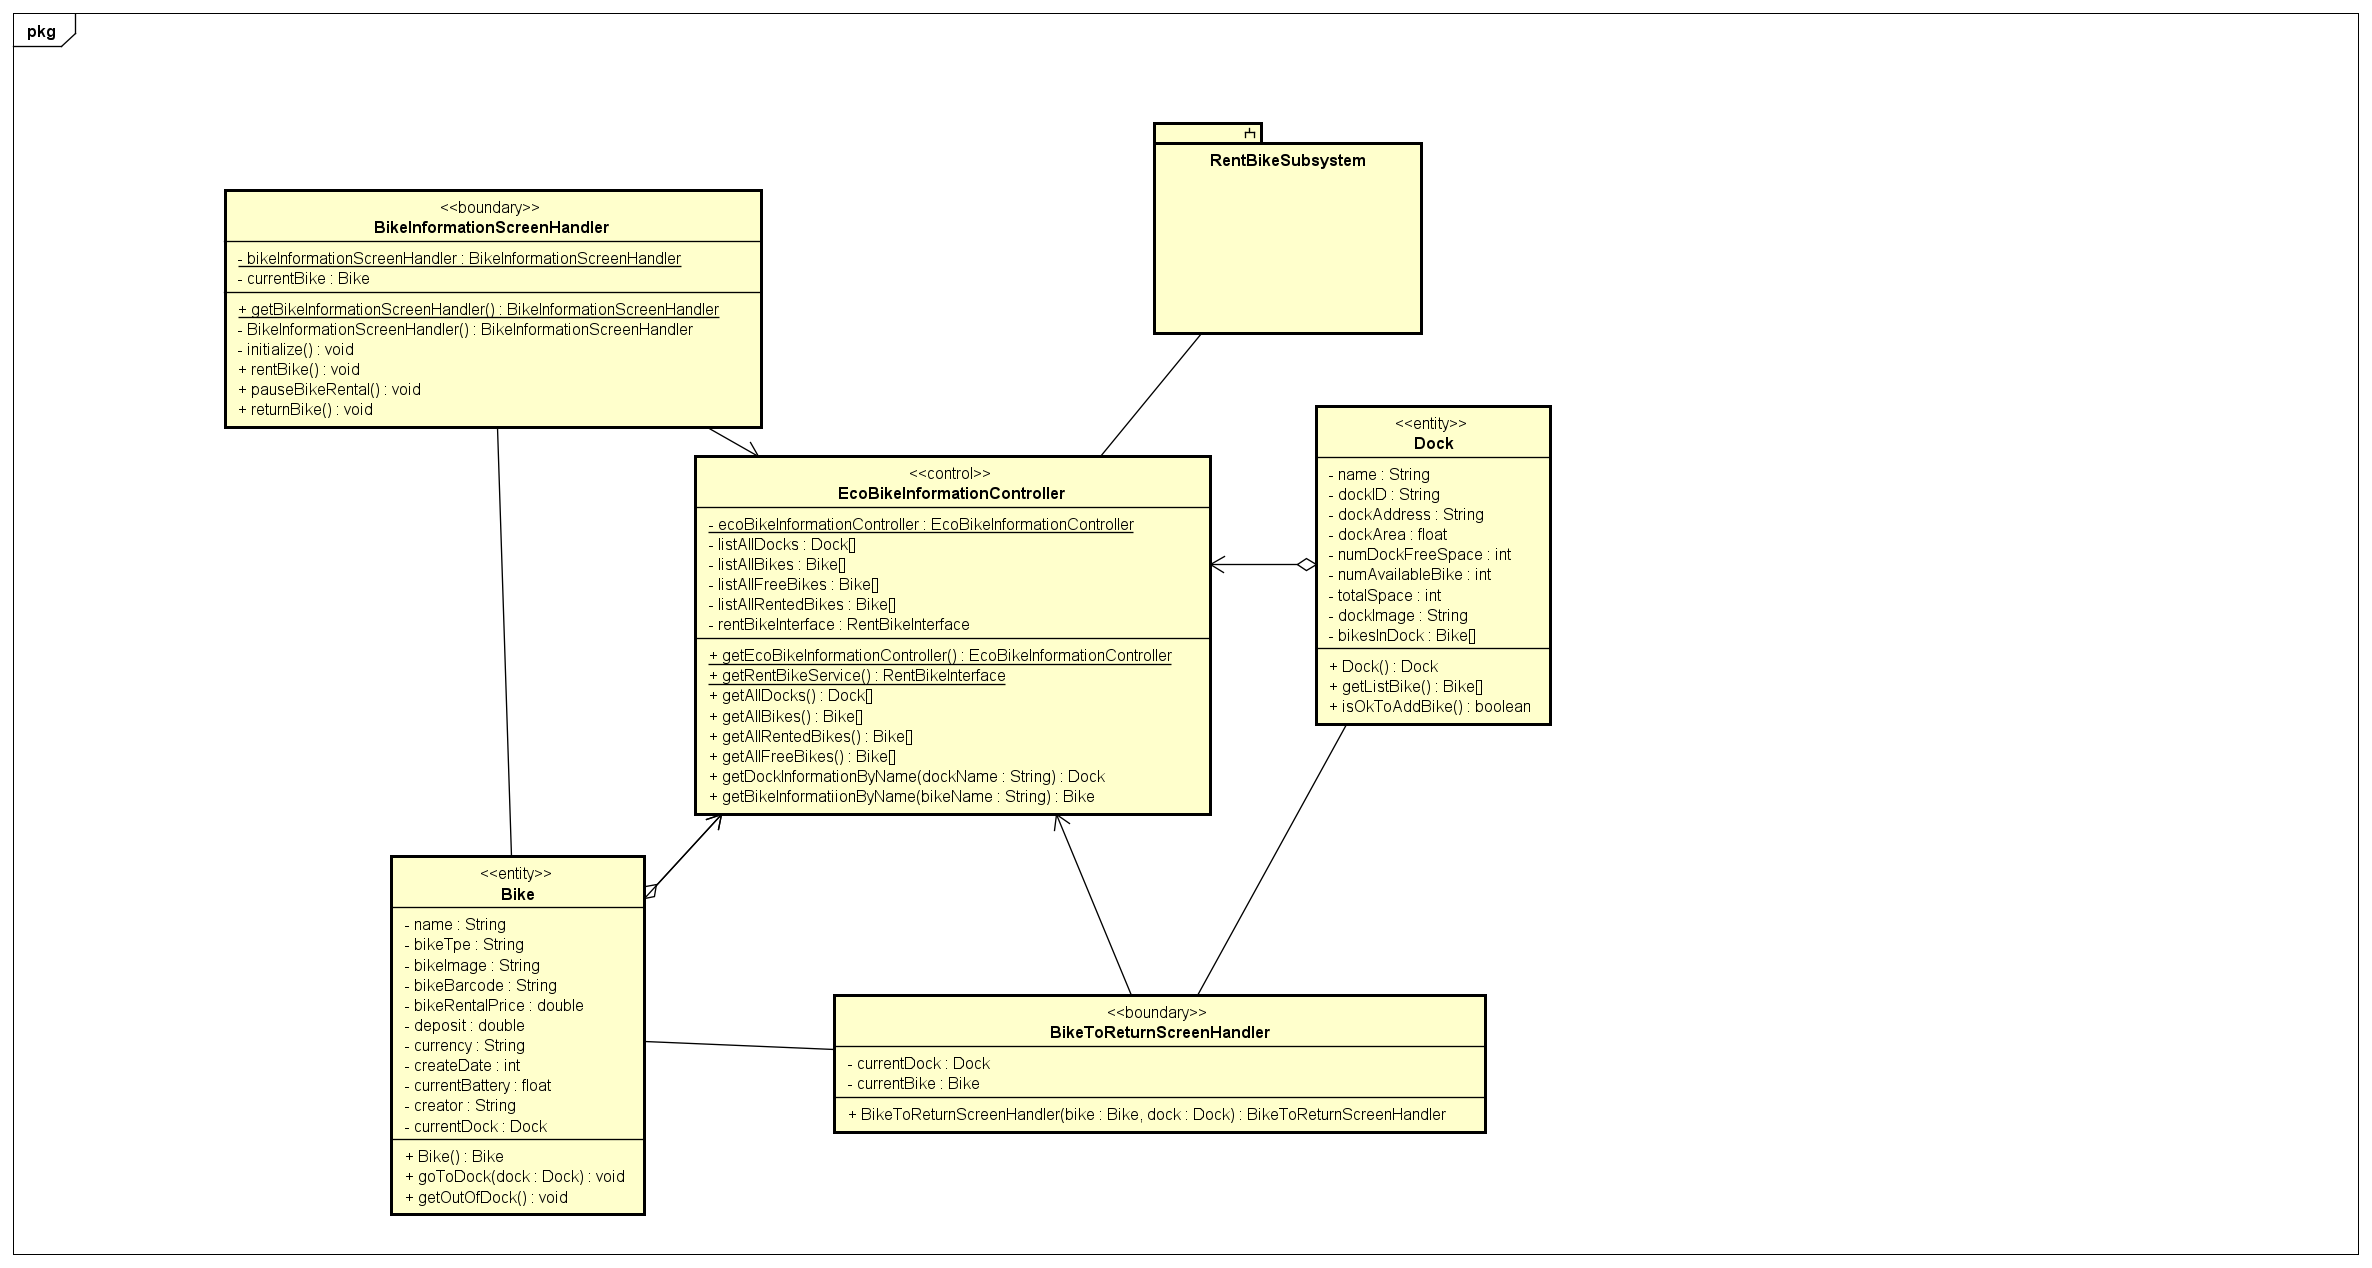 pkg
RentBikeSubsystem
<<boundary>>
BikeInformationScreenHandler
- bikeInformationScreenHandler : BikeInformationScreenHandler
- currentBike : Bike
+ getBikeInformationScreenHandler() : BikeInformationScreenHandler
- BikeInformationScreenHandler() : BikeInformationScreenHandler
- initialize() : void
+ rentBike() : void
+ pauseBikeRental() : void
+ returnBike() : void
<<entity>>
Dock
- name : String
- dockID : String
- dockAddress : String
- dockArea : float
- numDockFreeSpace : int
- numAvailableBike : int
- totalSpace : int
- dockImage : String
- bikesInDock : Bike[]
+ Dock() : Dock
+ getListBike() : Bike[]
+ isOkToAddBike() : boolean
<<control>>
EcoBikeInformationController
- ecoBikeInformationController : EcoBikeInformationController
- listAllDocks : Dock[]
- listAllBikes : Bike[]
- listAllFreeBikes : Bike[]
- listAllRentedBikes : Bike[]
- rentBikeInterface : RentBikeInterface
+ getEcoBikeInformationController() : EcoBikeInformationController
+ getRentBikeService() : RentBikeInterface
+ getAllDocks() : Dock[]
+ getAllBikes() : Bike[]
+ getAllRentedBikes() : Bike[]
+ getAllFreeBikes() : Bike[]
+ getDockInformationByName(dockName : String) : Dock
+ getBikeInformatiionByName(bikeName : String) : Bike
<<entity>>
Bike
- name : String
- bikeTpe : String
- bikeImage : String
- bikeBarcode : String
- bikeRentalPrice : double
- deposit : double
- currency : String
- createDate : int
- currentBattery : float
- creator : String
- currentDock : Dock
+ Bike() : Bike
+ goToDock(dock : Dock) : void
+ getOutOfDock() : void
<<boundary>>
BikeToReturnScreenHandler
- currentDock : Dock
- currentBike : Bike
+ BikeToReturnScreenHandler(bike : Bike, dock : Dock) : BikeToReturnScreenHandler